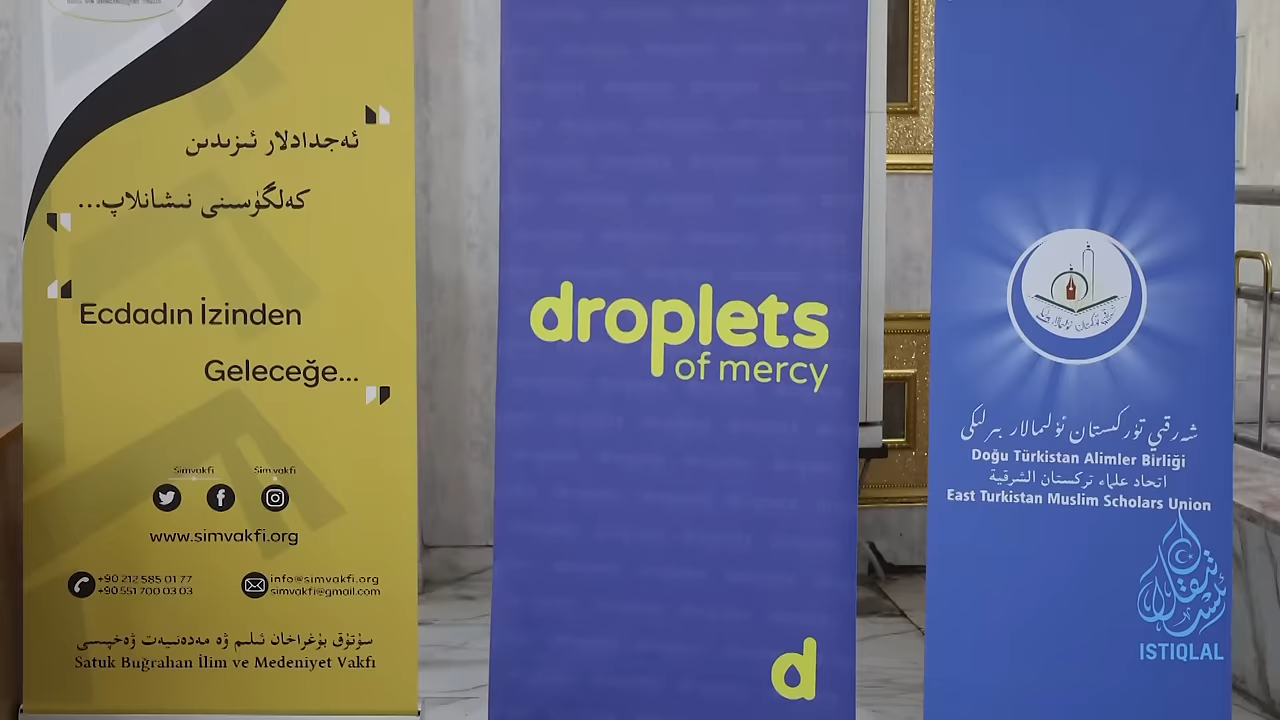 ئەجدادلار ئىزىدىن
كەلگۈسىنى نىشانلاپ...
Ecdadın İzinden
Geleceğe...
Simvakfi
Sim.vakfi
www.simvakfi.org
+90 212 585 01 77
+90 551 700 03 03
info@simvakfi.org
simvakfi@gmail.com
سۇتۇق بۇغراخان ئىلىم ۋە مەدەنىيەت ۋەخپىسى
Satuk Buğrahan İlim ve Medeniyet Vakfı
droplets
of mercy
d
شەرقىي تۈركىستان ئۆلىمالار بىرلىكى
Doğu Türkistan Alimler Birliği
اتحاد علماء تركستان الشرقية
East Turkistan Muslim Scholars Union
ISTIQLAL